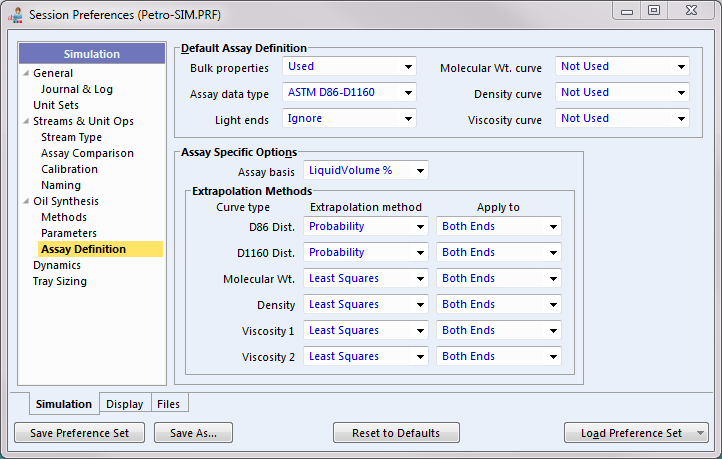 Session Preferences (Petro-SIM.PRF)
Simulation
General
Journal & Log
Unit Sets
Streams & Unit Ops
Stream Type
Assay Comparison
Calibration
Naming
Oil Synthesis
Methods
Parameters
Assay Definition
Dynamics
Tray Sizing
Default Assay Definition
Bulk properties Used Molecular Wt. curve Not Used
Assay data type ASTM D86-D1160 Density curve Not Used
Light ends Ignore Viscosity curve Not Used
Assay Specific Options
Assay basis LiquidVolume %
Extrapolation Methods
Curve type Extrapolation method Apply to
D86 Dist. Probability Both Ends
D1160 Dist. Probability Both Ends
Molecular Wt. Least Squares Both Ends
Density Least Squares Both Ends
Viscosity 1 Least Squares Both Ends
Viscosity 2 Least Squares Both Ends
Simulation Display Files
Save Preference Set Save As... Reset to Defaults Load Preference Set